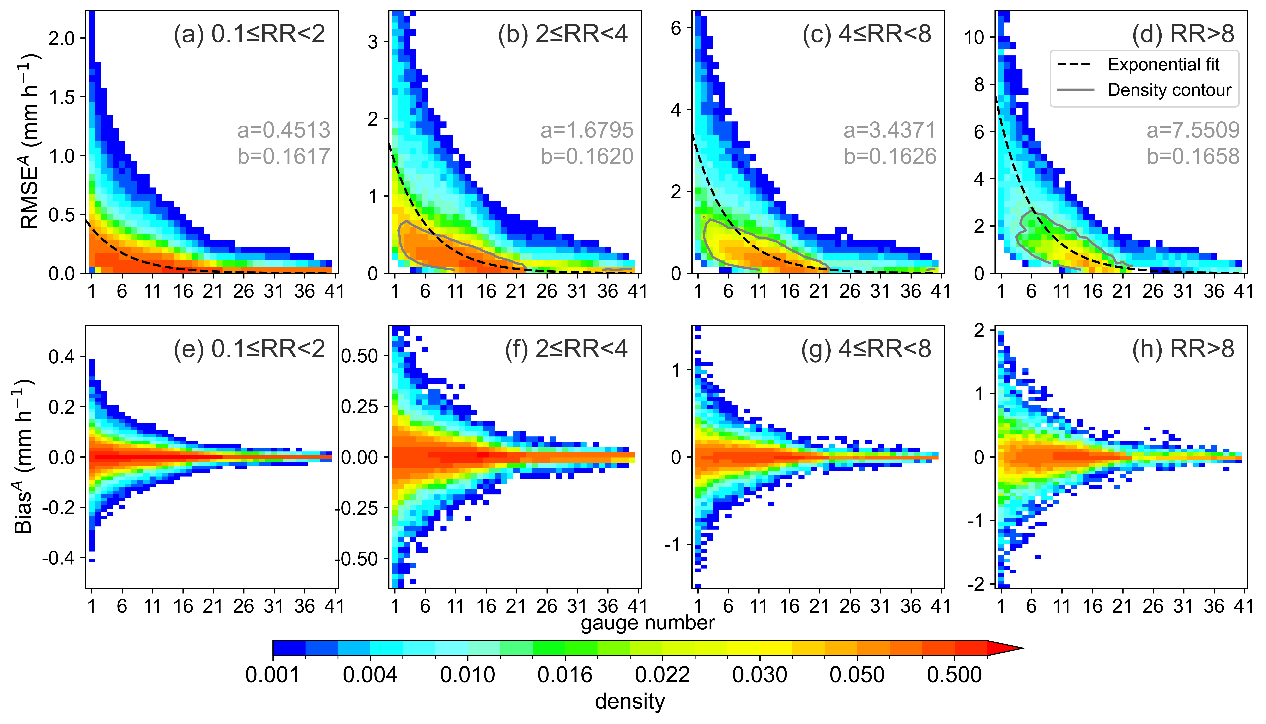 (a) 0.1≤RR<2
(b) 2≤RR<4
(c) 4≤RR<8
(d) RR>8
Exponential fit
Density contour
a=0.4513
b=0.1617
a=1.6795
b=0.1620
a=3.4371
b=0.1626
a=7.5509
b=0.1658
RMSE^A (mm h⁻¹)
2.0
1.5
1.0
0.5
0.0
3
2
1
0
6
4
2
0
10
8
6
4
2
0
1 6 11 16 21 26 31 36 41
1 6 11 16 21 26 31 36 41
1 6 11 16 21 26 31 36 41
1 6 11 16 21 26 31 36 41
(e) 0.1≤RR<2
(f) 2≤RR<4
(g) 4≤RR<8
(h) RR>8
Bias^A (mm h⁻¹)
0.4
0.2
0.0
-0.2
-0.4
0.50
0.25
0.00
-0.25
-0.50
1
0
-1
2
1
0
-1
-2
1 6 11 16 21 26 31 36 41
1 6 11 16 21 26 31 36 41
1 6 11 16 21 26 31 36 41
1 6 11 16 21 26 31 36 41
gauge number
0.001 0.004 0.010 0.016 0.022 0.030 0.050 0.500
density